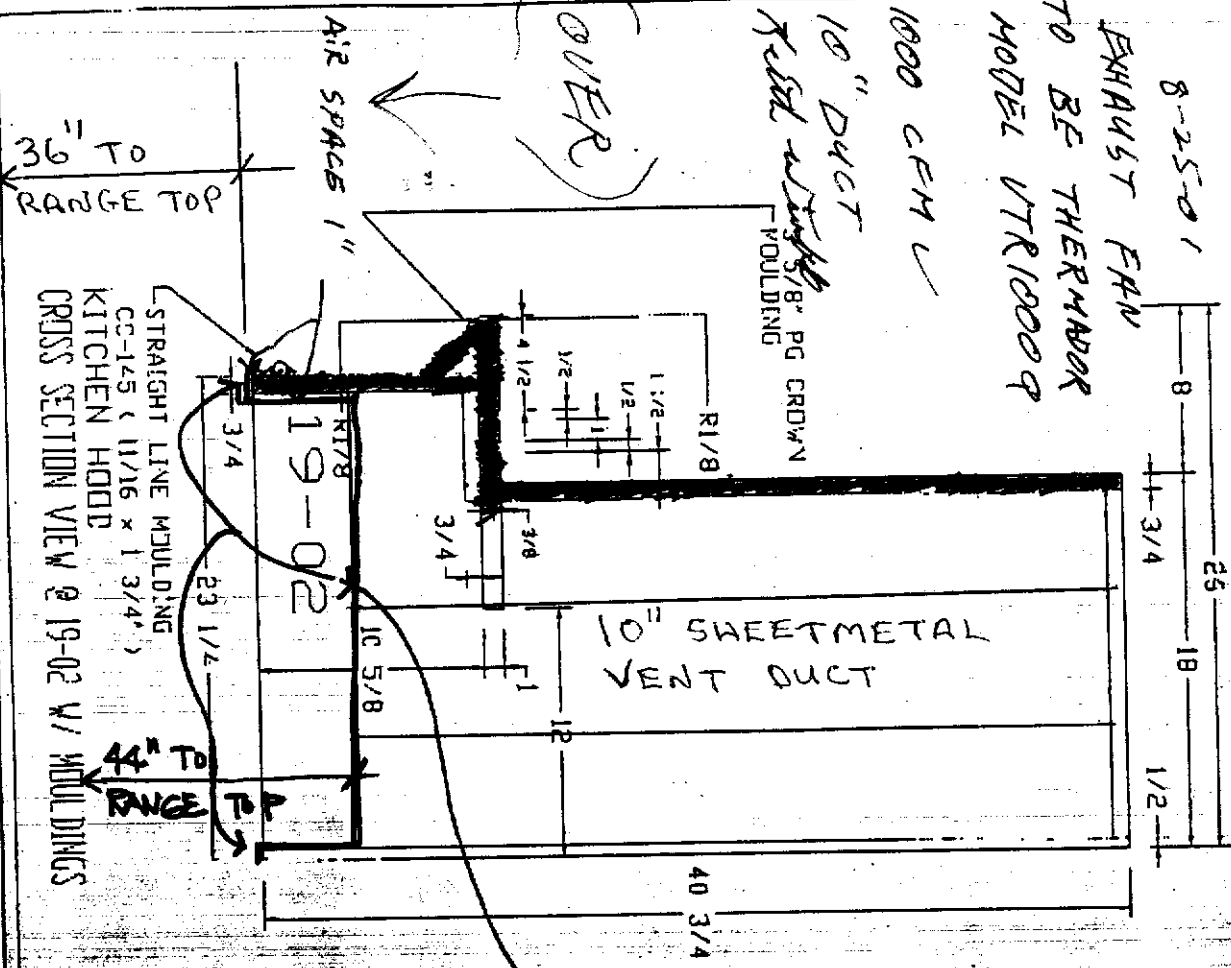 8-25-01
EXHAUST FAN
TO BE THERMADOR
MODEL VTR1000Q
1000 CFM
10" DUCT
OVER
AIR SPACE 1"
36" TO
RANGE TOP
5/8" PG CROWN
MOULDING
R1/8
4 1/2
1/2
1
1/2
1 1/2
8
25
18
3/4
1/2
40 3/4
10" SHEETMETAL
VENT DUCT
3/8
3/4
1
12
10 5/8
R1/8
19-02
3/4
23 1/4
44" TO
RANGE TOP
STRAIGHT LINE MOULDING
CC-145 ( 11/16 x 1 3/4" )
KITCHEN HOOD
CROSS SECTION VIEW @ 19-02 W/ MOULDINGS